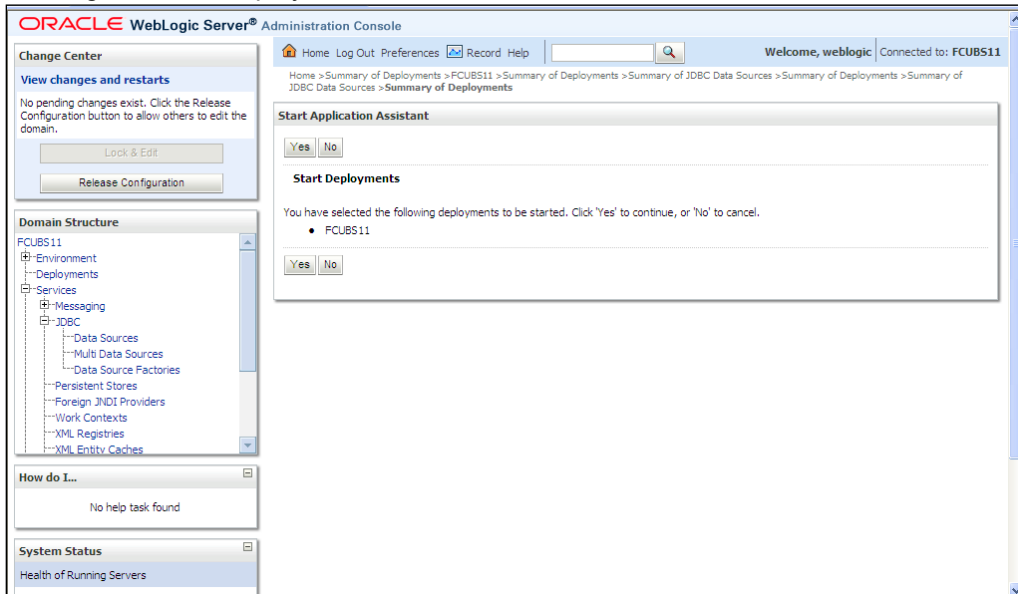 ORACLE WebLogic Server® Administration Console
Change Center
View changes and restarts
No pending changes exist. Click the Release
Configuration button to allow others to edit the
domain.
Lock & Edit
Release Configuration
Domain Structure
FCUBS11
Environment
Deployments
Services
Messaging
JDBC
Data Sources
Multi Data Sources
Data Source Factories
Persistent Stores
Foreign JNDI Providers
Work Contexts
XML Registries
XML Entity Caches
How do I...
No help task found
System Status
Health of Running Servers
Home Log Out Preferences Record Help
Welcome, weblogic Connected to: FCUBS11
Home >Summary of Deployments >FCUBS11 >Summary of Deployments >Summary of JDBC Data Sources >Summary of Deployments >Summary of
JDBC Data Sources >Summary of Deployments
Start Application Assistant
Yes No
Start Deployments
You have selected the following deployments to be started. Click 'Yes' to continue, or 'No' to cancel.
• FCUBS11
Yes No